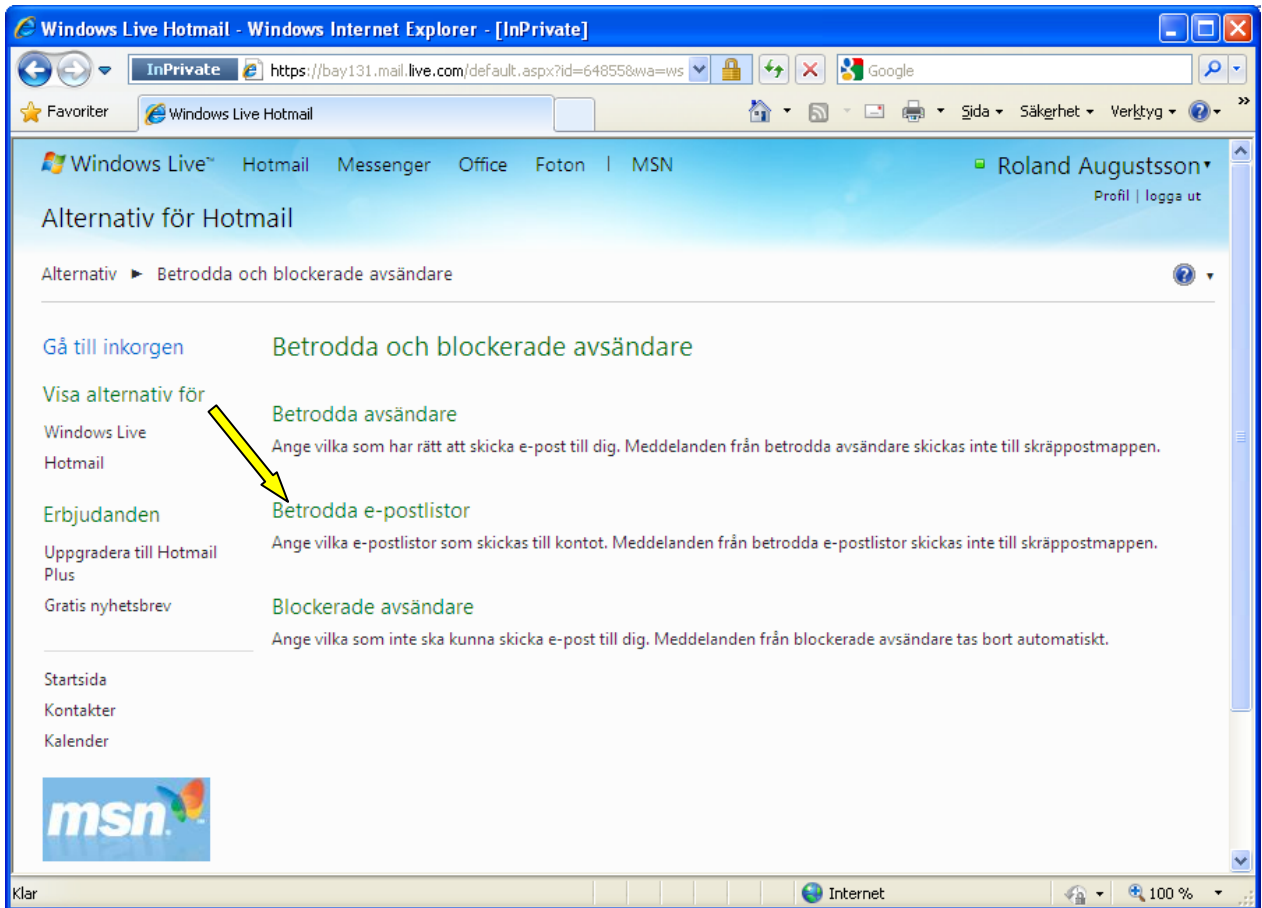 Windows Live Hotmail - Windows Internet Explorer - [InPrivate]
InPrivate https://bay131.mail.live.com/default.aspx?id=64855&wa=ws Google
Favoriter Windows Live Hotmail Sida Säkerhet Verktyg »
Windows Live™ Hotmail Messenger Office Foton | MSN Roland Augustsson
Profil | logga ut
Alternativ för Hotmail
Alternativ ► Betrodda och blockerade avsändare
Gå till inkorgen
Visa alternativ för
Windows Live
Hotmail
Erbjudanden
Uppgradera till Hotmail
Plus
Gratis nyhetsbrev
Startsida
Kontakter
Kalender
msn
Betrodda och blockerade avsändare
Betrodda avsändare
Ange vilka som har rätt att skicka e-post till dig. Meddelanden från betrodda avsändare skickas inte till skräppostmappen.
Betrodda e-postlistor
Ange vilka e-postlistor som skickas till kontot. Meddelanden från betrodda e-postlistor skickas inte till skräppostmappen.
Blockerade avsändare
Ange vilka som inte ska kunna skicka e-post till dig. Meddelanden från blockerade avsändare tas bort automatiskt.
Klar Internet 100 %